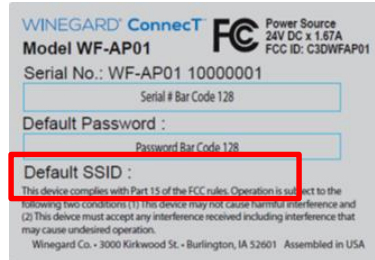 WINEGARD® ConnecT
FC
Power Source
24V DC x 1.67A
FCC ID: C3DWFAP01
Model WF-AP01
Serial No.: WF-AP01 10000001
Serial # Bar Code 128
Default Password :
Password Bar Code 128
Default SSID :
This device complies with Part 15 of the FCC rules. Operation is subject to the
following two conditions (1) This device may not cause harmful interference and
(2) This deivce must accept any interference received including interference that
may cause undesired operation.
Winegard Co. • 3000 Kirkwood St. • Burlington, IA 52601 Assembled in USA